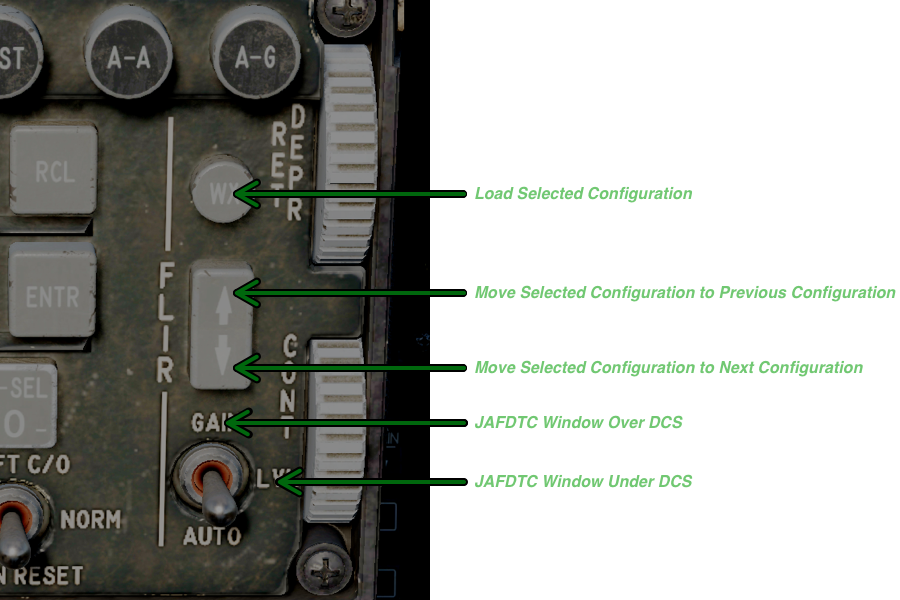 ST
A-A
A-G
RCL
DEPR
RET
WX
Load Selected Configuration
ENTR
FLIR
Move Selected Configuration to Previous Configuration
CONT
Move Selected Configuration to Next Configuration
-SEL
0 -
GAIN
JAFDTC Window Over DCS
FT C/O
LVL
JAFDTC Window Under DCS
NORM
AUTO
N RESET
IN